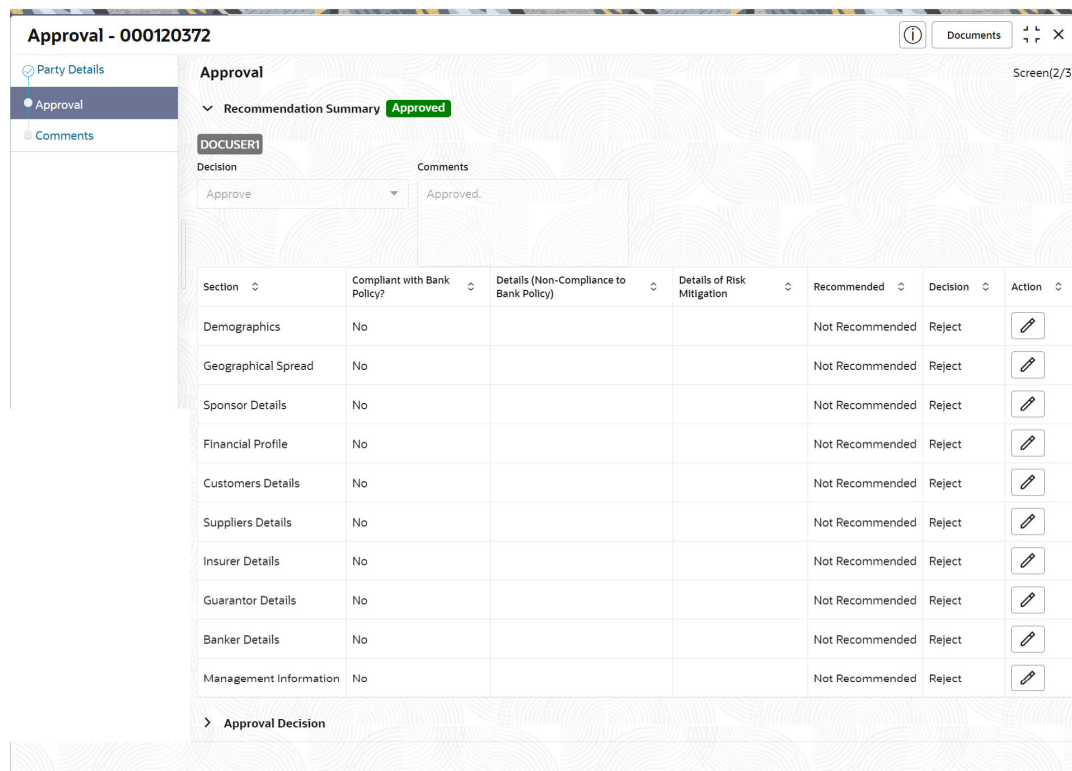 Approval - 000120372
Documents
Party Details
Approval
Comments
Approval
Screen(2/3
Recommendation Summary Approved
DOCUSER1
Decision Comments
Approve Approved.
Section Compliant with Bank Policy? Details (Non-Compliance to Bank Policy) Details of Risk Mitigation Recommended Decision Action
Demographics No Not Recommended Reject
Geographical Spread No Not Recommended Reject
Sponsor Details No Not Recommended Reject
Financial Profile No Not Recommended Reject
Customers Details No Not Recommended Reject
Suppliers Details No Not Recommended Reject
Insurer Details No Not Recommended Reject
Guarantor Details No Not Recommended Reject
Banker Details No Not Recommended Reject
Management Information No Not Recommended Reject
Approval Decision